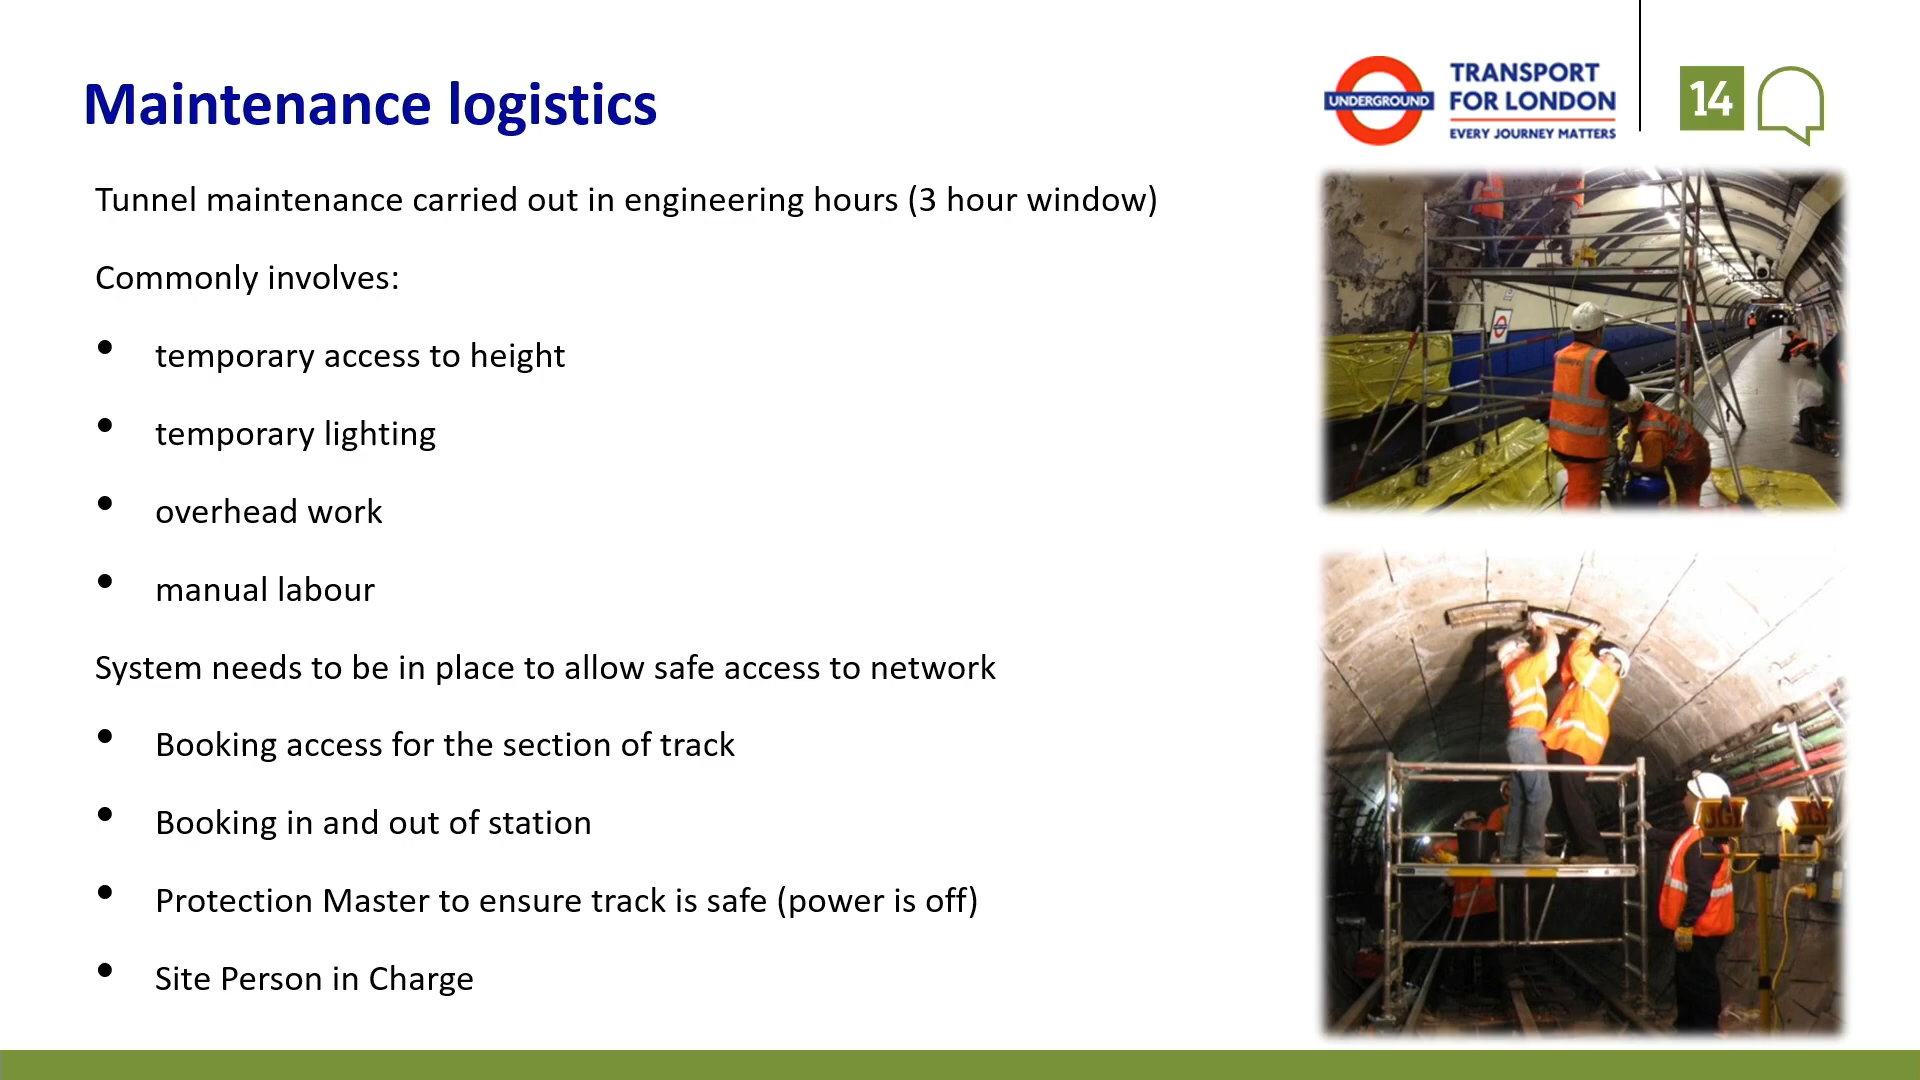 Maintenance logistics
UNDERGROUND
TRANSPORT
FOR LONDON
EVERY JOURNEY MATTERS
14
Tunnel maintenance carried out in engineering hours (3 hour window)
Commonly involves:
• temporary access to height
• temporary lighting
• overhead work
• manual labour
System needs to be in place to allow safe access to network
• Booking access for the section of track
• Booking in and out of station
• Protection Master to ensure track is safe (power is off)
• Site Person in Charge